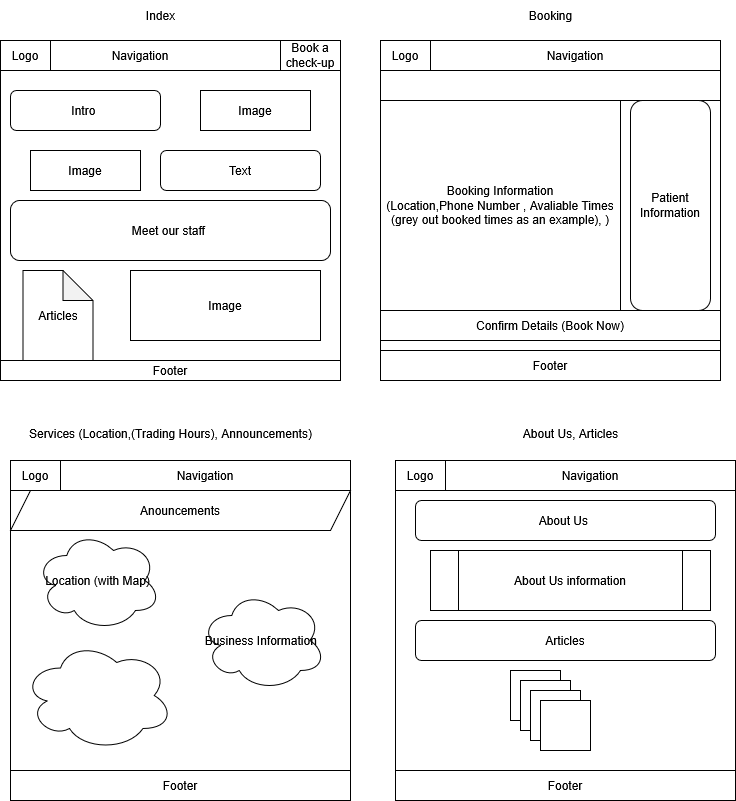 Index
Logo
Navigation
Book a
check-up
Intro
Image
Image
Text
Meet our staff
Articles
Image
Footer
Booking
Logo
Navigation
Booking Information
(Location,Phone Number , Avaliable Times
(grey out booked times as an example), )
Patient
Information
Confirm Details (Book Now)
Footer
Services (Location,(Trading Hours), Announcements)
Logo
Navigation
Anouncements
Location (with Map)
Business Information
Footer
About Us, Articles
Logo
Navigation
About Us
About Us information
Articles
Footer